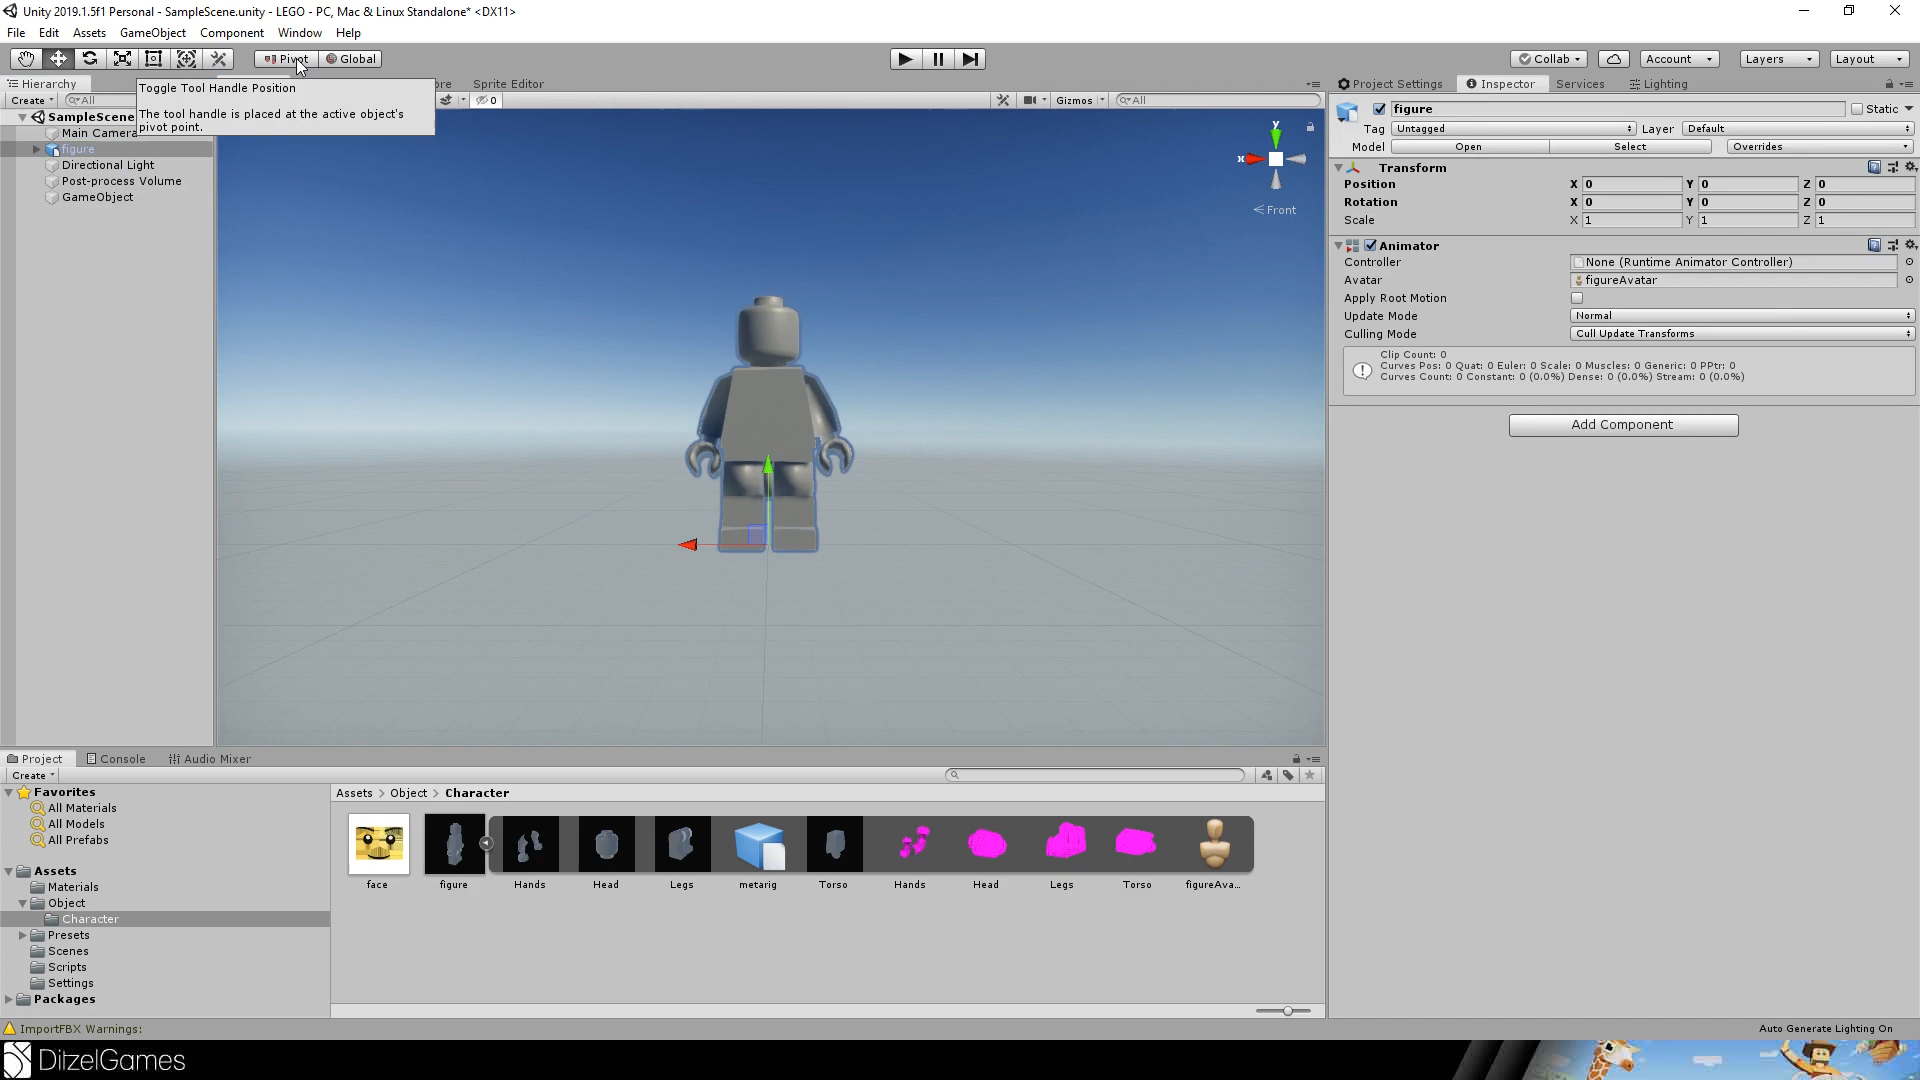 Unity 2019.1.5f1 Personal - SampleScene.unity - LEGO - PC, Mac & Linux Standalone* <DX11>
File Edit Assets GameObject Component Window Help
Pivot Global Collab Account Layers Layout
Hierarchy Sprite Editor Project Settings Inspector Services Lighting
Create All 0 Gizmos All
Toggle Tool Handle Position
The tool handle is placed at the active object's
pivot point.
SampleScene
Main Camera
figure
Directional Light
Post-process Volume
GameObject
y
x
< Front
figure Static
Tag Untagged Layer Default
Model Open Select Overrides
Transform
Position X 0 Y 0 Z 0
Rotation X 0 Y 0 Z 0
Scale X 1 Y 1 Z 1
Animator
Controller None (Runtime Animator Controller)
Avatar figureAvatar
Apply Root Motion
Update Mode Normal
Culling Mode Cull Update Transforms
Clip Count: 0
Curves Pos: 0 Quat: 0 Euler: 0 Scale: 0 Muscles: 0 Generic: 0 PPtr: 0
Curves Count: 0 Constant: 0 (0.0%) Dense: 0 (0.0%) Stream: 0 (0.0%)
Add Component
Project Console Audio Mixer
Create
Favorites
All Materials
All Models
All Prefabs
Assets
Materials
Object
Character
Presets
Scenes
Scripts
Settings
Packages
Assets > Object > Character
face figure Hands Head Legs metarig Torso Hands Head Legs Torso figureAva...
ImportFBX Warnings:
Auto Generate Lighting On
DitzelGames